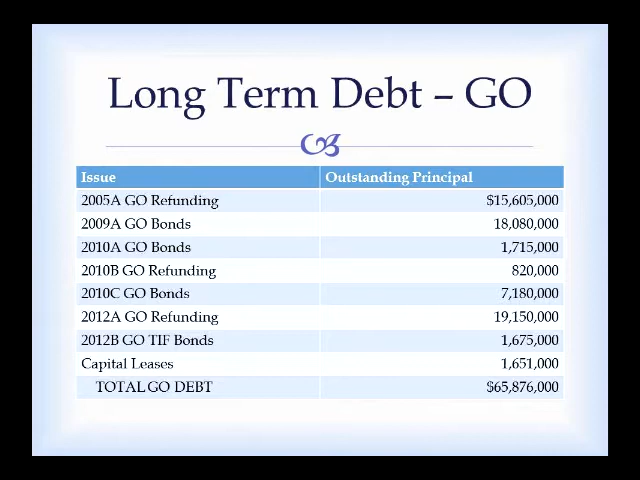 Long Term Debt – GO
Issue Outstanding Principal
2005A GO Refunding $15,605,000
2009A GO Bonds 18,080,000
2010A GO Bonds 1,715,000
2010B GO Refunding 820,000
2010C GO Bonds 7,180,000
2012A GO Refunding 19,150,000
2012B GO TIF Bonds 1,675,000
Capital Leases 1,651,000
TOTAL GO DEBT $65,876,000